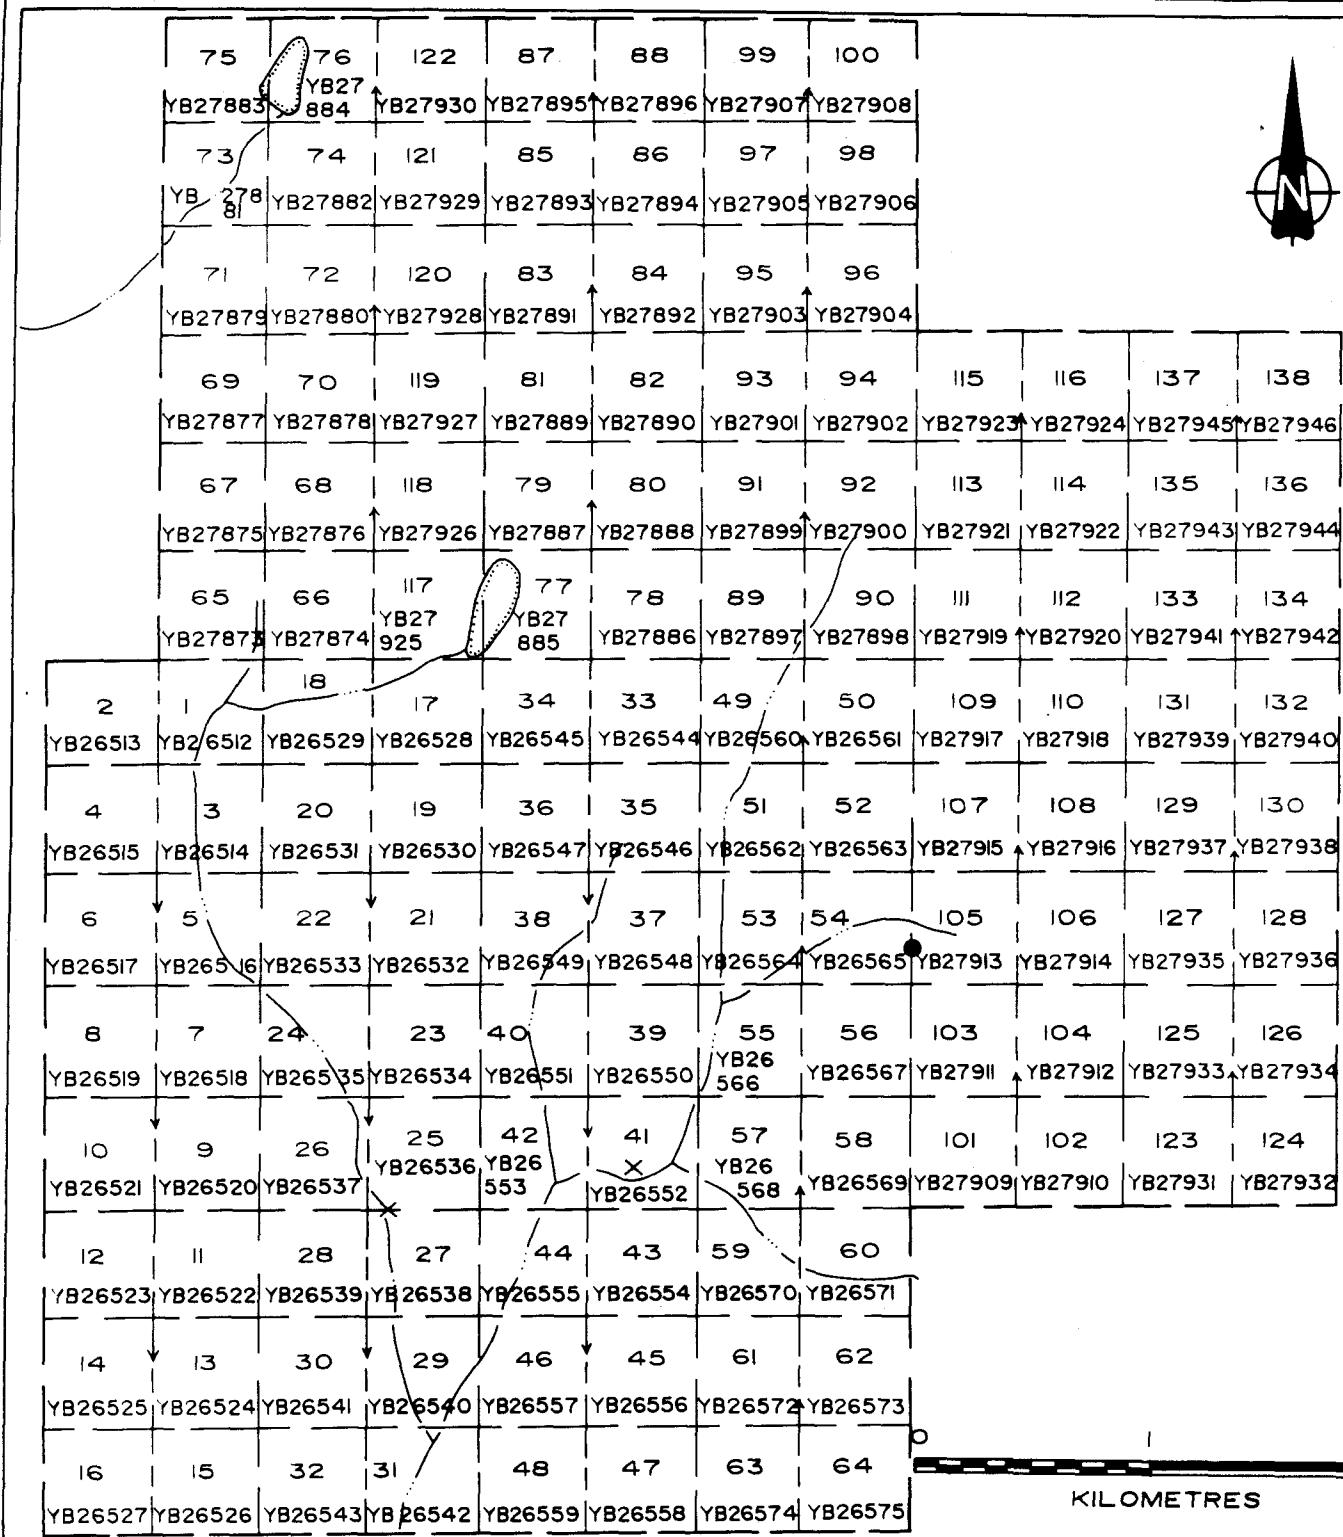 75 76 122 87 88 99 100
YB27883 YB27 884 YB27930 YB27895 YB27896 YB27907 YB27908
N
73 74 121 85 86 97 98
YB 278 81 YB27882 YB27929 YB27893 YB27894 YB27905 YB27906
71 72 120 83 84 95 96
YB27879 YB27880 YB27928 YB27891 YB27892 YB27903 YB27904
69 70 119 81 82 93 94 115 116 137 138
YB27877 YB27878 YB27927 YB27889 YB27890 YB27901 YB27902 YB27923 YB27924 YB27945 YB27946
67 68 118 79 80 91 92 113 114 135 136
YB27875 YB27876 YB27926 YB27887 YB27888 YB27899 YB27900 YB27921 YB27922 YB27943 YB27944
65 66 117 77 78 89 90 111 112 133 134
YB27873 YB27874 YB27 925 YB27 885 YB27886 YB27897 YB27898 YB27919 YB27920 YB27941 YB27942
2 1 18 17 34 33 49 50 109 110 131 132
YB26513 YB26512 YB26529 YB26528 YB26545 YB26544 YB26560 YB26561 YB27917 YB27918 YB27939 YB27940
4 3 20 19 36 35 51 52 107 108 129 130
YB26515 YB26514 YB26531 YB26530 YB26547 YB26546 YB26562 YB26563 YB27915 YB27916 YB27937 YB27938
6 5 22 21 38 37 53 54 105 106 127 128
YB26517 YB26516 YB26533 YB26532 YB26549 YB26548 YB26564 YB26565 YB27913 YB27914 YB27935 YB27936
8 7 24 23 40 39 55 56 103 104 125 126
YB26519 YB26518 YB26535 YB26534 YB26551 YB26550 YB26 566 YB26567 YB27911 YB27912 YB27933 YB27934
10 9 26 25 42 41 57 58 101 102 123 124
YB26521 YB26520 YB26537 YB26536 YB26 553 YB26552 YB26 568 YB26569 YB27909 YB27910 YB27931 YB27932
12 11 28 27 44 43 59 60
YB26523 YB26522 YB26539 YB26538 YB26555 YB26554 YB26570 YB26571
14 13 30 29 46 45 61 62
YB26525 YB26524 YB26541 YB26540 YB26557 YB26556 YB26572 YB26573
0 1
16 15 32 31 48 47 63 64
YB26527 YB26526 YB26543 YB26542 YB26559 YB26558 YB26574 YB26575
KILOMETRES